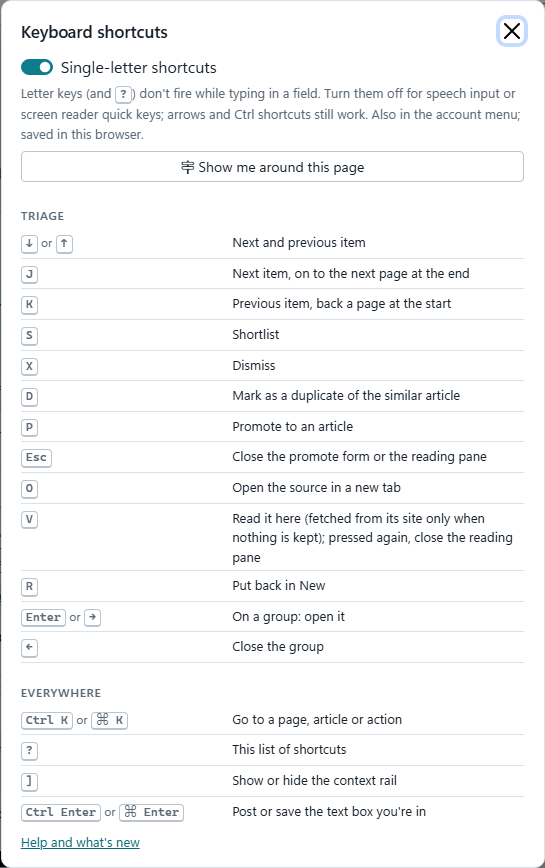 Keyboard shortcuts
Single-letter shortcuts
Letter keys (and ?) don't fire while typing in a field. Turn them off for speech input or
screen reader quick keys; arrows and Ctrl shortcuts still work. Also in the account menu;
saved in this browser.
Show me around this page
TRIAGE
↓ or ↑ Next and previous item
J Next item, on to the next page at the end
K Previous item, back a page at the start
S Shortlist
X Dismiss
D Mark as a duplicate of the similar article
P Promote to an article
Esc Close the promote form or the reading pane
O Open the source in a new tab
V Read it here (fetched from its site only when
nothing is kept); pressed again, close the reading
pane
R Put back in New
Enter or → On a group: open it
← Close the group
EVERYWHERE
Ctrl K or ⌘ K Go to a page, article or action
? This list of shortcuts
] Show or hide the context rail
Ctrl Enter or ⌘ Enter Post or save the text box you're in
Help and what's new